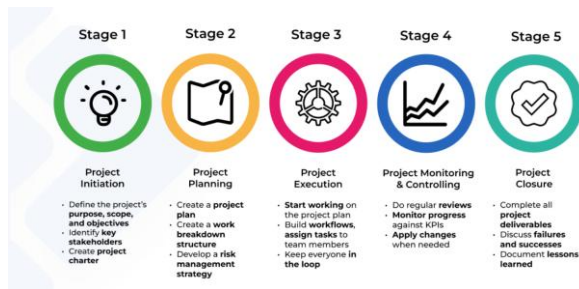 Stage 1
Stage 2
Stage 3
Stage 4
Stage 5
Project
Initiation
• Define the project's
purpose, scope,
and objectives
• Identify key
stakeholders
• Create project
charter
Project
Planning
• Create a project
plan
• Create a work
breakdown
structure
• Develop a risk
management
strategy
Project
Execution
• Start working on
the project plan
• Build workflows,
assign tasks to
team members
• Keep everyone in
the loop
Project Monitoring
& Controlling
• Do regular reviews
• Monitor progress
against KPIs
• Apply changes
when needed
Project
Closure
• Complete all
project
deliverables
• Discuss failures
and successes
• Document lessons
learned